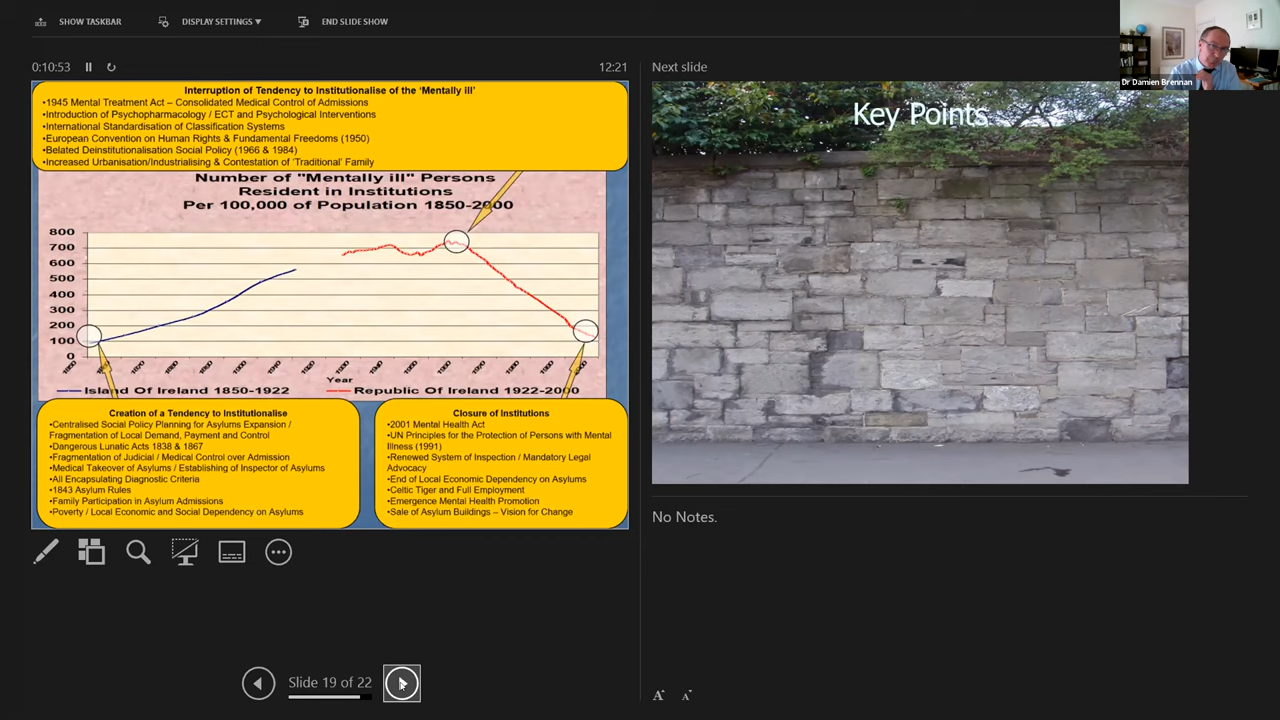 SHOW TASKBAR
DISPLAY SETTINGS ▼
END SLIDE SHOW
Dr Damien Brennan
0:10:53
12:21
Next slide
Interruption of Tendency to Institutionalise of the 'Mentally ill'
•1945 Mental Treatment Act – Consolidated Medical Control of Admissions
•Introduction of Psychopharmacology / ECT and Psychological Interventions
•International Standardisation of Classification Systems
•European Convention on Human Rights & Fundamental Freedoms (1950)
•Belated Deinstitutionalisation Social Policy (1966 & 1984)
•Increased Urbanisation/Industrialising & Contestation of 'Traditional' Family
Number of "Mentally ill" Persons
Resident in Institutions
Per 100,000 of Population 1850-2000
800
700
600
500
400
300
200
100
0
Year
Island Of Ireland 1850-1922
Republic Of Ireland 1922-2000
Creation of a Tendency to Institutionalise
•Centralised Social Policy Planning for Asylums Expansion /
Fragmentation of Local Demand, Payment and Control
•Dangerous Lunatic Acts 1838 & 1867
•Fragmentation of Judicial / Medical Control over Admission
•Medical Takeover of Asylums / Establishing of Inspector of Asylums
•All Encapsulating Diagnostic Criteria
•1843 Asylum Rules
•Family Participation in Asylum Admissions
•Poverty / Local Economic and Social Dependency on Asylums
Closure of Institutions
•2001 Mental Health Act
•UN Principles for the Protection of Persons with Mental
Illness (1991)
•Renewed System of Inspection / Mandatory Legal
Advocacy
•End of Local Economic Dependency on Asylums
•Celtic Tiger and Full Employment
•Emergence Mental Health Promotion
•Sale of Asylum Buildings – Vision for Change
Key Points
No Notes.
Slide 19 of 22
A A